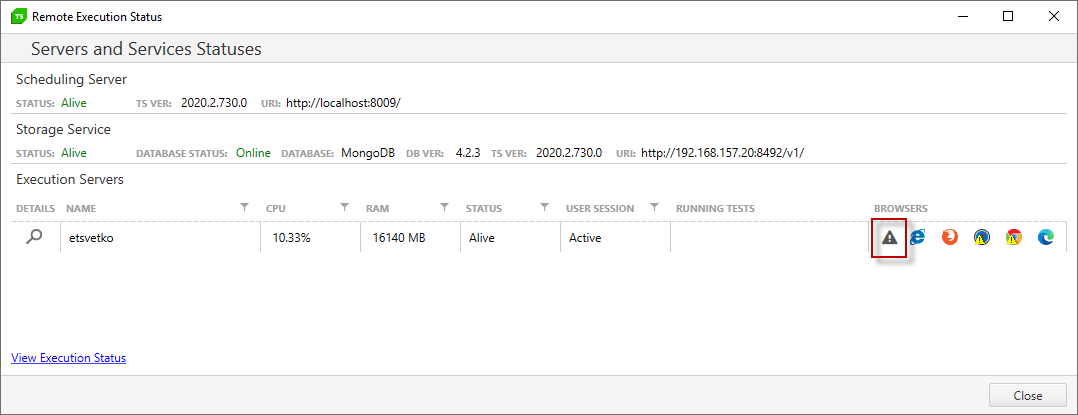 TS Remote Execution Status
Servers and Services Statuses
Scheduling Server
STATUS: Alive TS VER: 2020.2.730.0 URI: http://localhost:8009/
Storage Service
STATUS: Alive DATABASE STATUS: Online DATABASE: MongoDB DB VER: 4.2.3 TS VER: 2020.2.730.0 URI: http://192.168.157.20:8492/v1/
Execution Servers
DETAILS NAME CPU RAM STATUS USER SESSION RUNNING TESTS BROWSERS
etsvetko 10.33% 16140 MB Alive Active
View Execution Status
Close